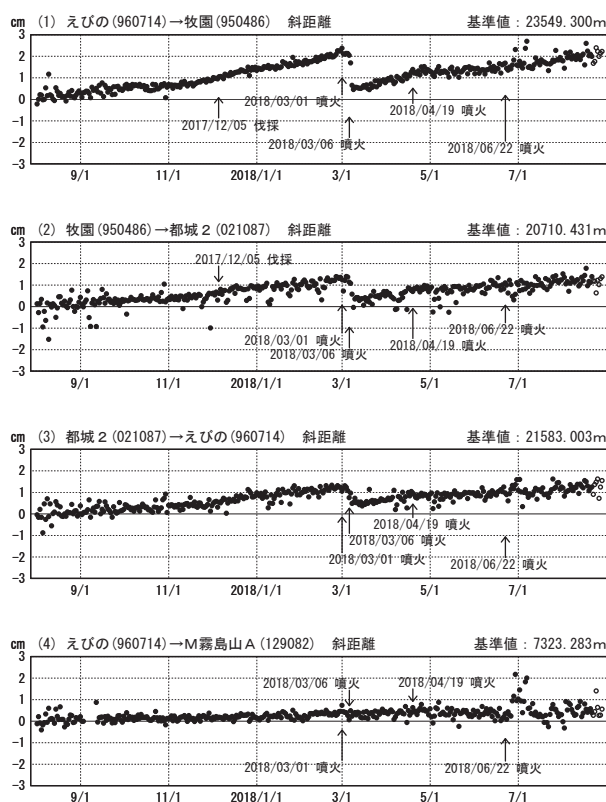 cm (1) えびの(960714)→牧園(950486) 斜距離 基準値：23549.300m
3
2
1
0
-1
-2
-3
2018/03/01 噴火
2018/04/19 噴火
2017/12/05 伐採
2018/03/06 噴火
2018/06/22 噴火
9/1 11/1 2018/1/1 3/1 5/1 7/1
cm (2) 牧園(950486)→都城２(021087) 斜距離 基準値：20710.431m
3
2
1
0
-1
-2
-3
2017/12/05 伐採
2018/06/22 噴火
2018/03/01 噴火
2018/04/19 噴火
2018/03/06 噴火
9/1 11/1 2018/1/1 3/1 5/1 7/1
cm (3) 都城２(021087)→えびの(960714) 斜距離 基準値：21583.003m
3
2
1
0
-1
-2
-3
2018/04/19 噴火
2018/03/06 噴火
2018/03/01 噴火
2018/06/22 噴火
9/1 11/1 2018/1/1 3/1 5/1 7/1
cm (4) えびの(960714)→Ｍ霧島山Ａ(129082) 斜距離 基準値：7323.283m
3
2
1
0
-1
-2
-3
2018/03/06 噴火
2018/04/19 噴火
2018/03/01 噴火
2018/06/22 噴火
9/1 11/1 2018/1/1 3/1 5/1 7/1